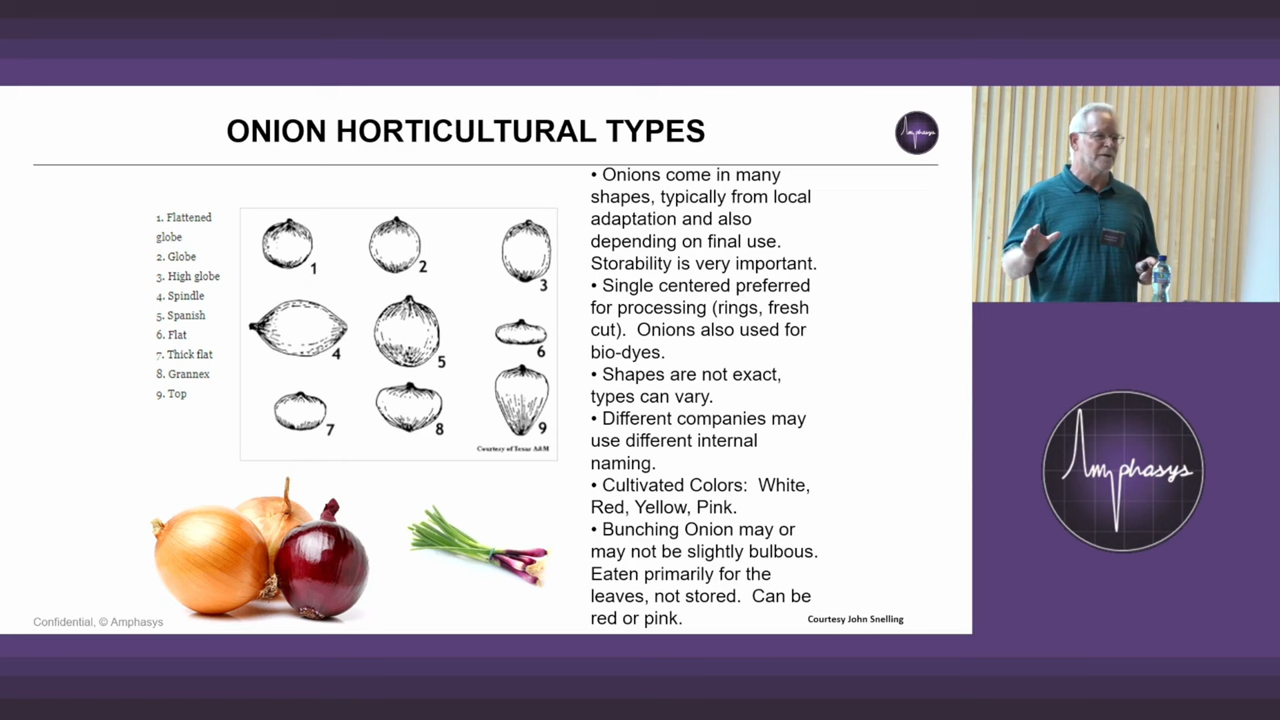 ONION HORTICULTURAL TYPES
Amphasys
1. Flattened
globe
2. Globe
3. High globe
4. Spindle
5. Spanish
6. Flat
7. Thick flat
8. Grannex
9. Top
1
2
3
4
5
6
7
8
9
Courtesy of Texas A&M
• Onions come in many
shapes, typically from local
adaptation and also
depending on final use.
Storability is very important.
• Single centered preferred
for processing (rings, fresh
cut). Onions also used for
bio-dyes.
• Shapes are not exact,
types can vary.
• Different companies may
use different internal
naming.
• Cultivated Colors: White,
Red, Yellow, Pink.
• Bunching Onion may or
may not be slightly bulbous.
Eaten primarily for the
leaves, not stored. Can be
red or pink.
Confidential, © Amphasys
Courtesy John Snelling
Amphasys